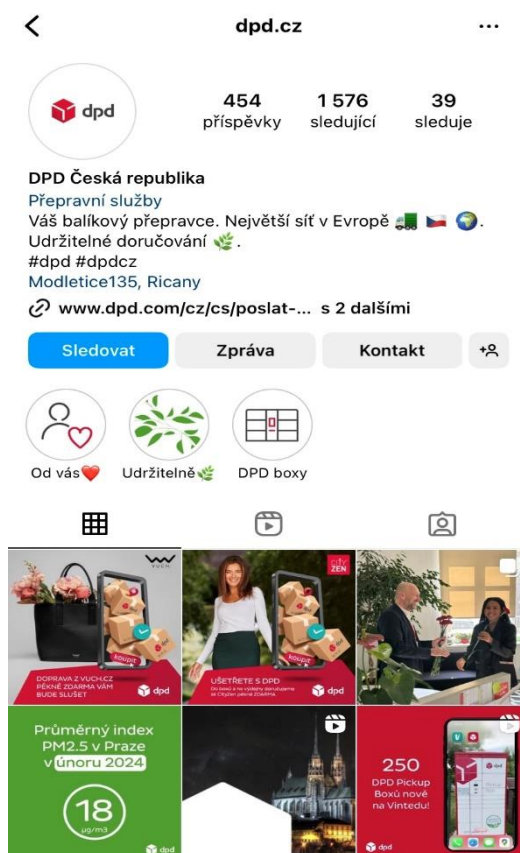 dpd.cz
dpd
454
příspěvky
1 576
sledující
39
sleduje
DPD Česká republika
Přepravní služby
Váš balíkový přepravce. Největší síť v Evropě 🚛 🇨🇿 🌍.
Udržitelné doručování 🌿.
#dpd #dpdcz
Modletice135, Ricany
www.dpd.com/cz/cs/poslat-... s 2 dalšími
Sledovat
Zpráva
Kontakt
Od vás❤️
Udržitelně🌿
DPD boxy
VUCH
koupit
DOPRAVA Z VUCH.CZ
PĚKNĚ ZDARMA VÁM
BUDE SLUŠET
dpd
CITY
ZEN
koupit
UŠETŘETE S DPD
dpd
Průměrný index
PM2.5 v Praze
v únoru 2024
18
µg/m3
dpd
250
DPD Pickup
Boxů nově
na Vintedu!
dpd
dpd